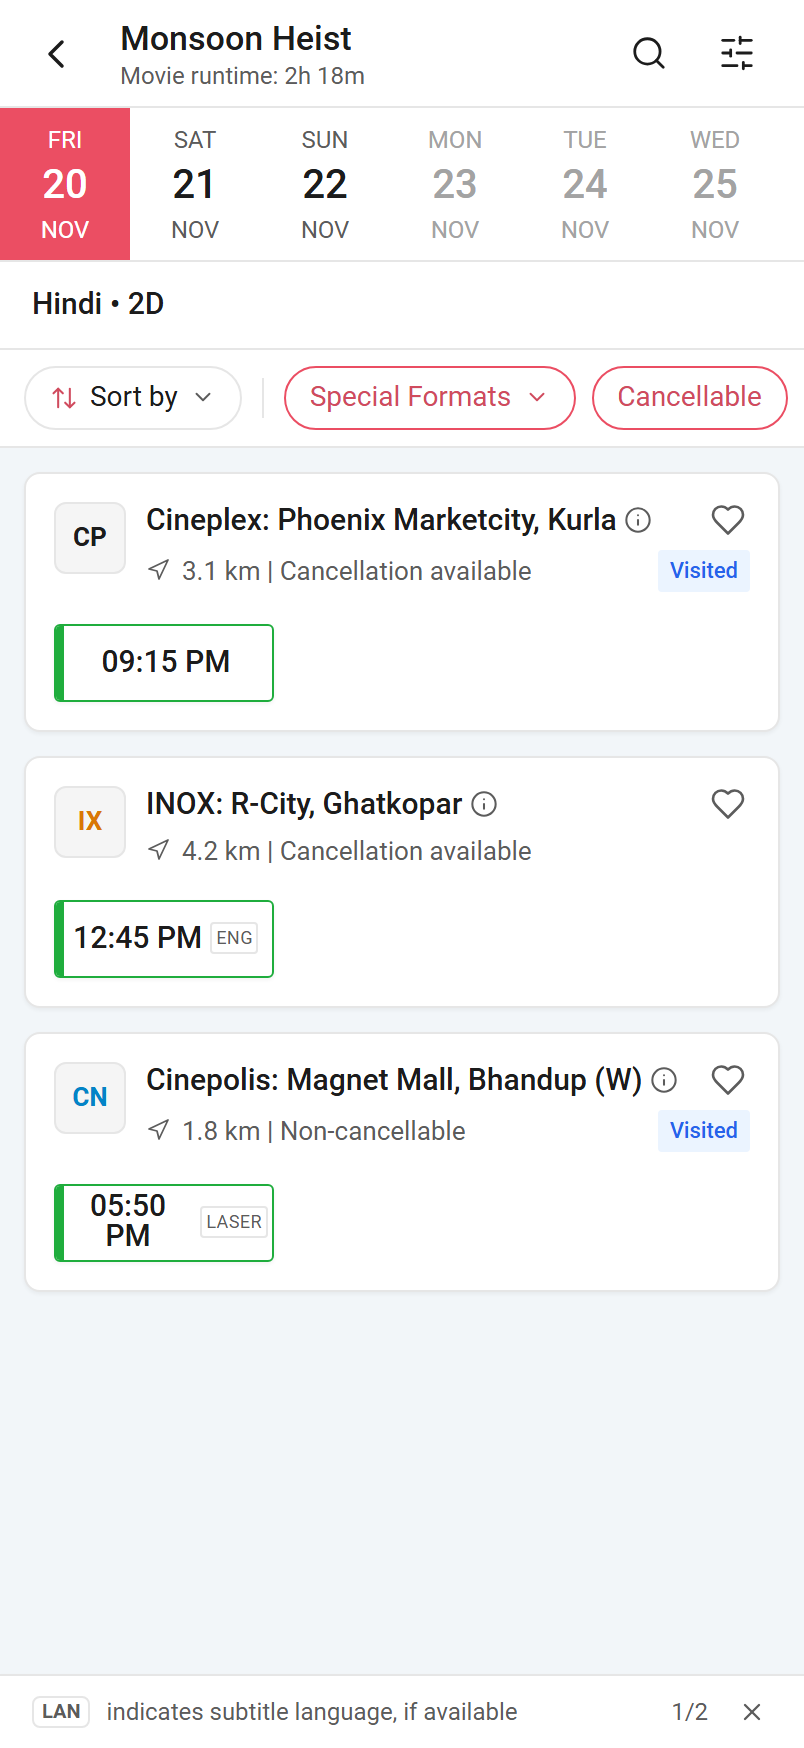 Monsoon Heist
Movie runtime: 2h 18m
FRI SAT SUN MON TUE WED
20 21 22 23 24 25
NOV NOV NOV NOV NOV NOV
Hindi • 2D
Sort by Special Formats Cancellable
CP Cineplex: Phoenix Marketcity, Kurla
3.1 km | Cancellation available Visited
09:15 PM
IX INOX: R-City, Ghatkopar
4.2 km | Cancellation available
12:45 PM ENG
CN Cinepolis: Magnet Mall, Bhandup (W)
1.8 km | Non-cancellable Visited
05:50
PM LASER
LAN indicates subtitle language, if available 1/2